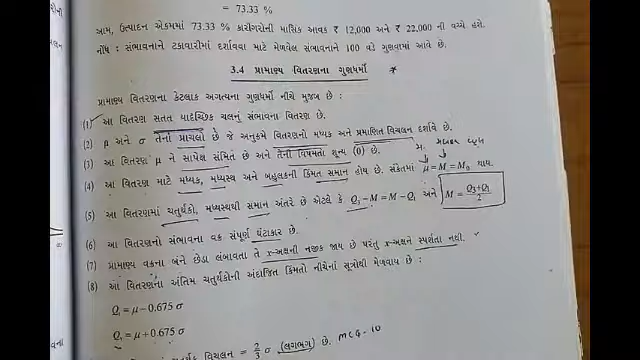 = 73.33 %
આમ, ઉત્પાદન એકમમાં 73.33 % કારીગરોની માસિક આવક ₹ 12,000 અને ₹ 22,000 ની વચ્ચે હશે.
નોંધ : સંભાવનાને ટકાવારીમાં દર્શાવવા માટે મેળવેલ સંભાવનાને 100 વડે ગુણવામાં આવે છે.
3.4 પ્રામાણ્ય વિતરણના ગુણધર્મો *
પ્રામાણ્ય વિતરણના કેટલાક અગત્યના ગુણધર્મો નીચે મુજબ છે :
(1) આ વિતરણ સતત યાદચ્છિક ચલનું સંભાવના વિતરણ છે.
(2) μ અને σ તેના પ્રાચલો છે જે અનુક્રમે વિતરણનો મધ્યક અને પ્રમાણિત વિચલન દર્શાવે છે.
(3) આ વિતરણ μ ને સાપેક્ષ સંમિત છે અને તેની વિષમતા શૂન્ય (0) છે.
(4) આ વિતરણ માટે મધ્યક, મધ્યસ્થ અને બહુલકની કિંમત સમાન હોય છે. સંકેતમાં μ = M = M₀ થાય.
(5) આ વિતરણમાં ચતુર્થકો, મધ્યસ્થથી સમાન અંતરે છે એટલે કે Q₃ – M = M – Q₁ અને M = (Q₃+Q₁)/2
(6) આ વિતરણનો સંભાવના વક્ર સંપૂર્ણ ઘંટાકાર છે.
(7) પ્રામાણ્ય વક્રના બંને છેડા લંબાવતા તે x-અક્ષની નજીક જાય છે પરંતુ x-અક્ષને સ્પર્શતા નથી.
(8) આ વિતરણના અંતિમ ચતુર્થકોની અંદાજિત કિંમતો નીચેનાં સૂત્રોથી મેળવાય છે :
Q₁ = μ – 0.675 σ
Q₃ = μ + 0.675 σ
ચતુર્થક વિચલન = 2/3 σ (લગભગ) છે. MCQ - 10